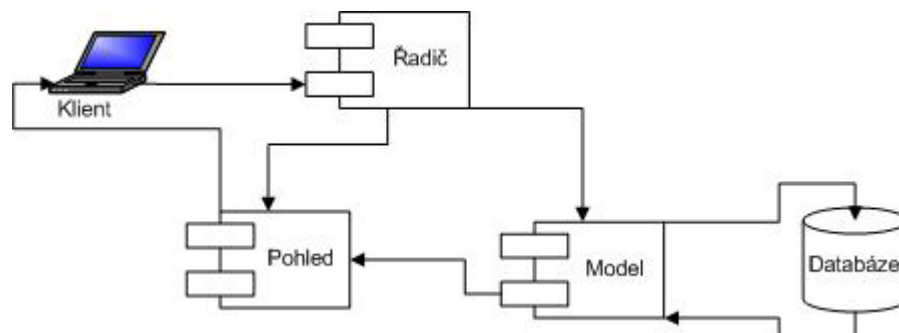 Řadič
Klient
Pohled
Model
Databáze